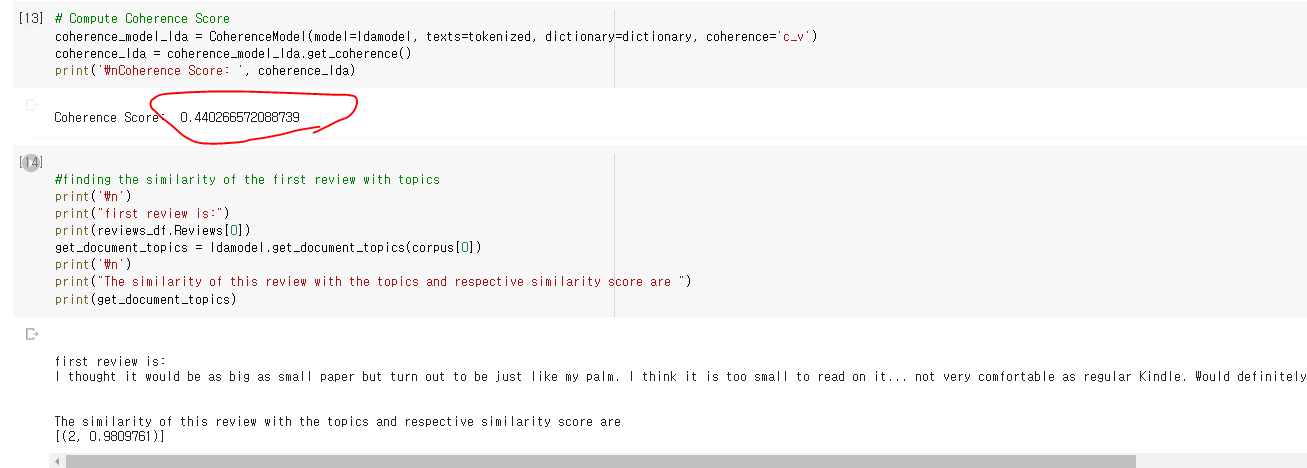 [13] # Compute Coherence Score
coherence_model_lda = CoherenceModel(model=ldamodel, texts=tokenized, dictionary=dictionary, coherence='c_v')
coherence_lda = coherence_model_lda.get_coherence()
print('₩nCoherence Score: ', coherence_lda)
Coherence Score: 0.440266572088739
[14]
#finding the similarity of the first review with topics
print('₩n')
print("first review is:")
print(reviews_df.Reviews[0])
get_document_topics = ldamodel.get_document_topics(corpus[0])
print('₩n')
print("The similarity of this review with the topics and respective similarity score are ")
print(get_document_topics)
first review is:
I thought it would be as big as small paper but turn out to be just like my palm. I think it is too small to read on it... not very comfortable as regular Kindle. Would definitely
The similarity of this review with the topics and respective similarity score are
[(2, 0.9809761)]